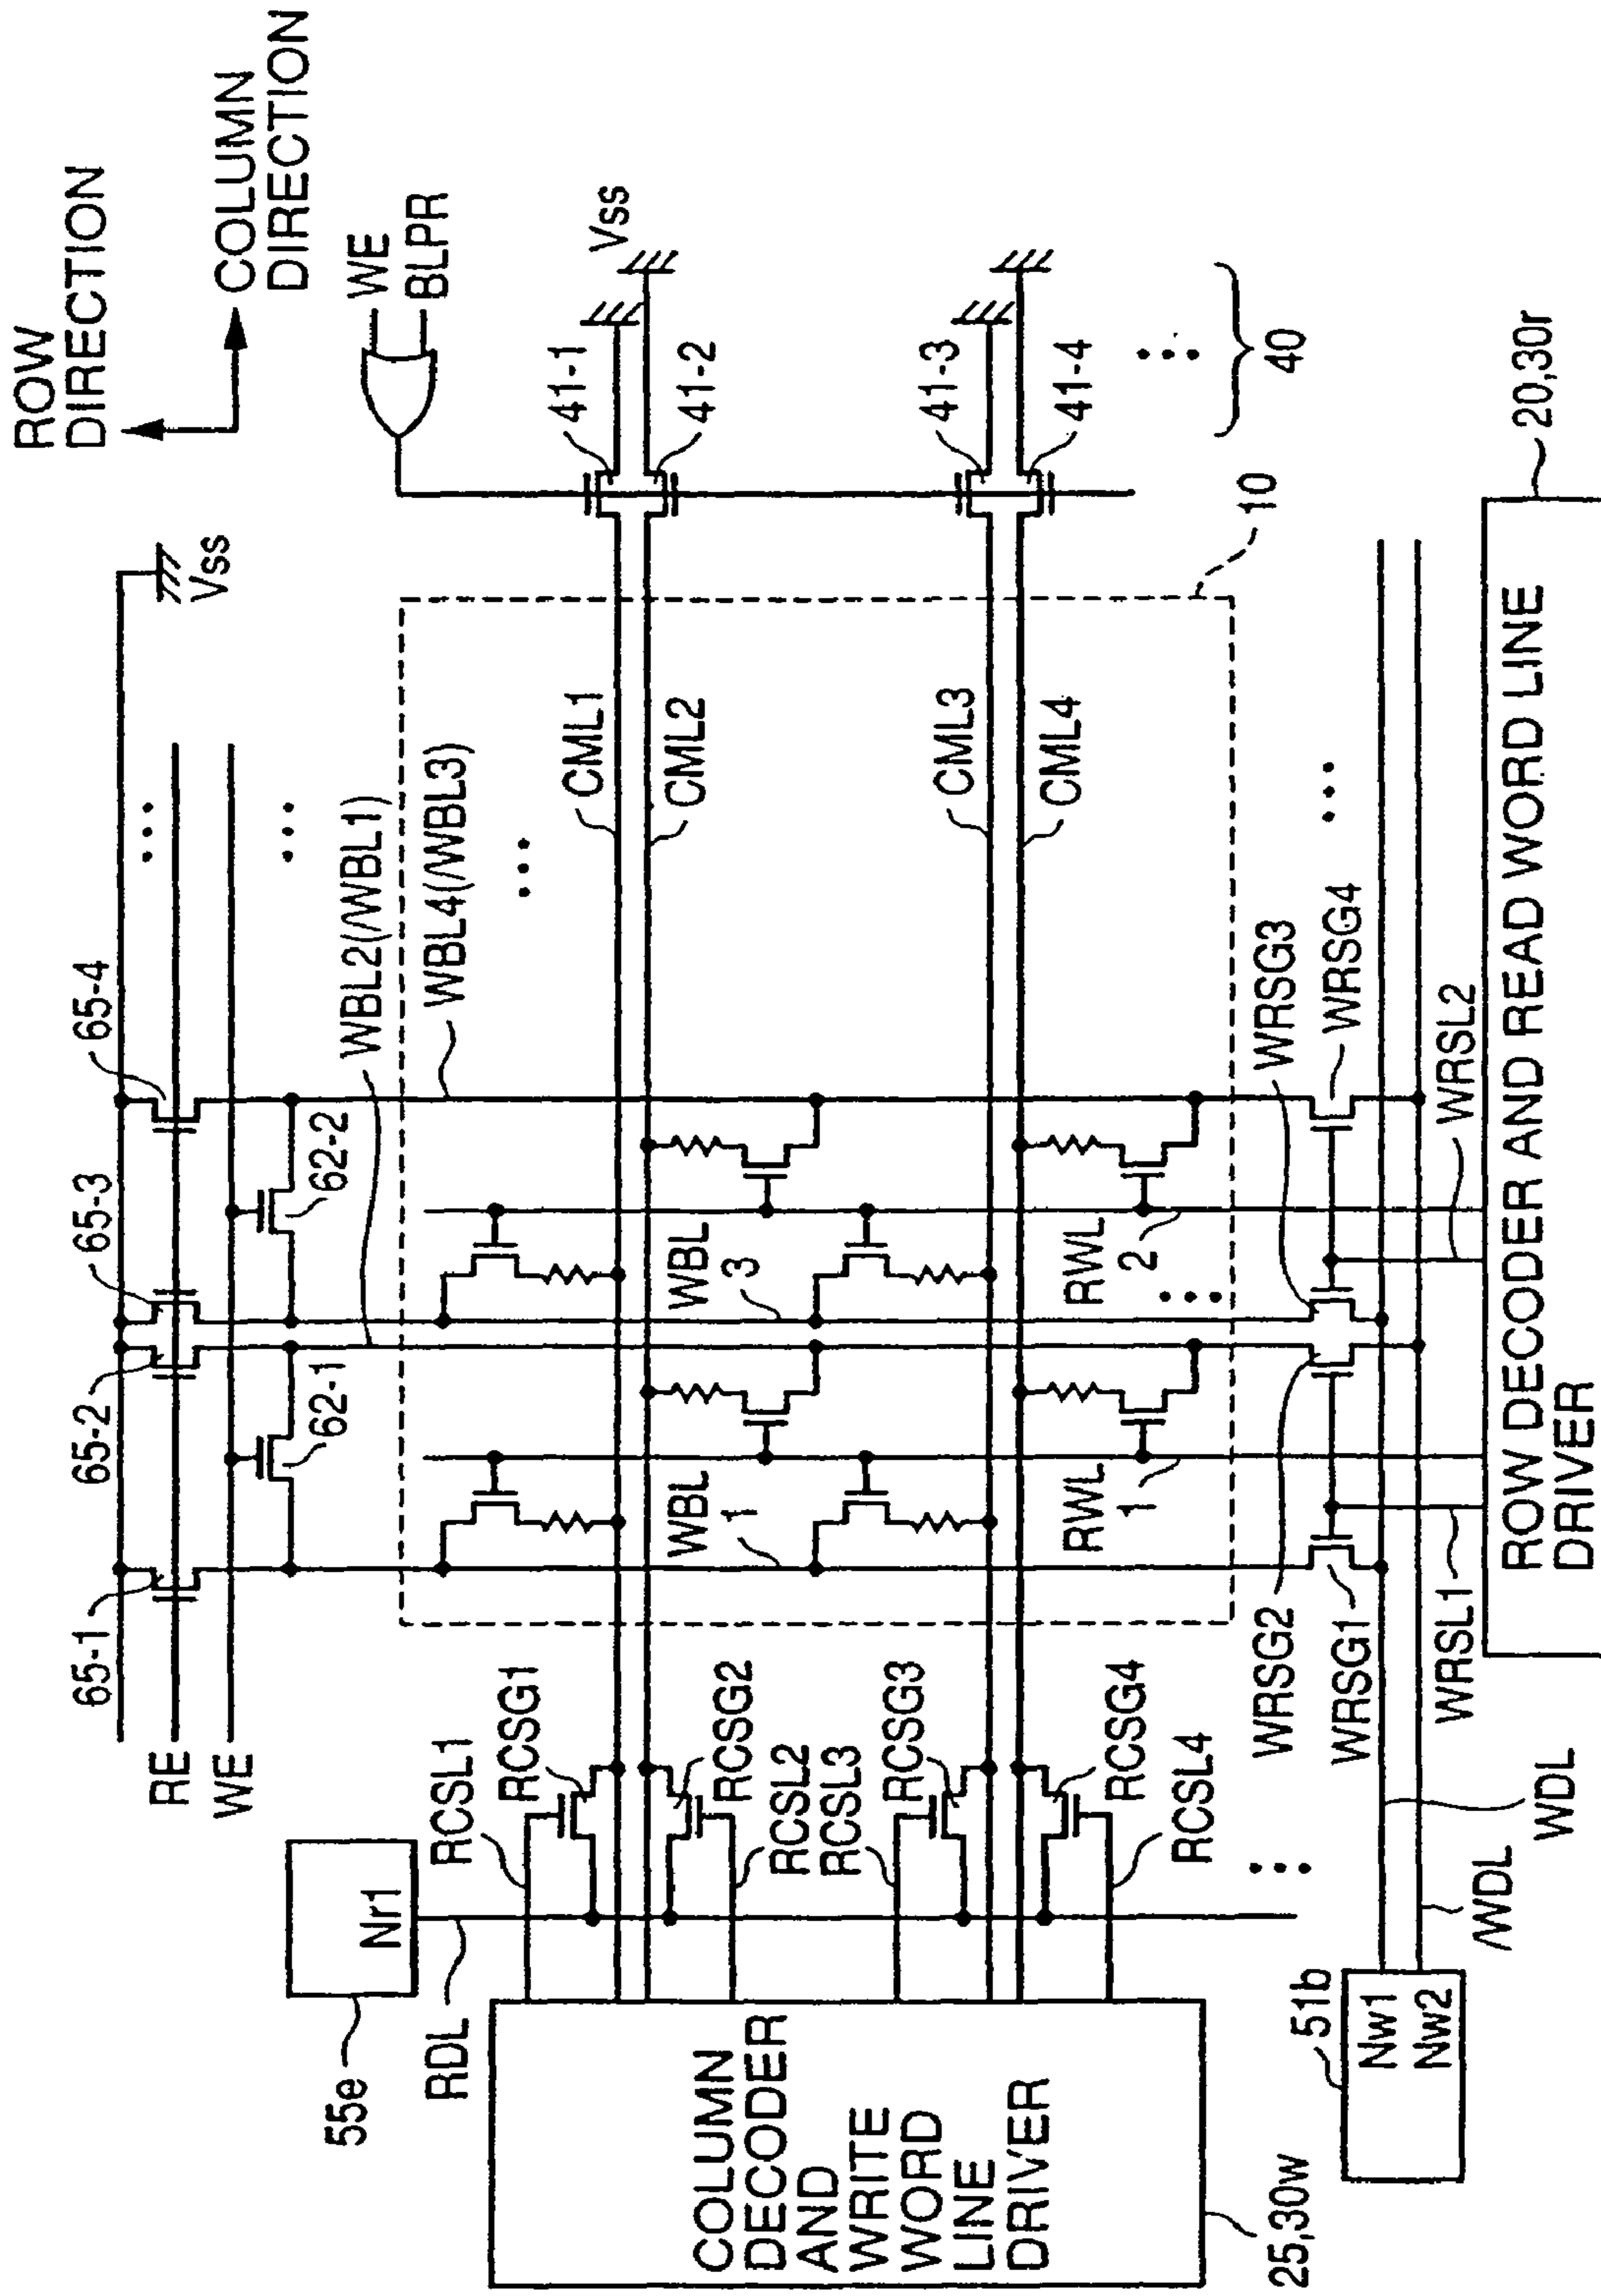 ROW
DIRECTION
COLUMN
DIRECTION
WE
BLPR
Vss
41-1
41-2
41-3
41-4
40
20,30r
10
Vss
65-4
65-3
65-2
65-1
62-2
62-1
RE
WE
WBL2(/WBL1)
WBL4(/WBL3)
CML1
CML2
CML3
CML4
WBL
3
RWL
2
WBL
1
RWL
1
WRSG3
WRSG4
WRSL2
WRSG2
WRSG1
WRSL1
ROW DECODER AND READ WORD LINE
DRIVER
RCSG1
RCSL1
RCSG2
RCSL2
RCSL3
RCSG3
RCSG4
RCSL4
Nr1
55e
RDL
COLUMN
DECODER
AND
WRITE
WORD
LINE
DRIVER
25,30w
51b
Nw1
Nw2
/WDL
WDL